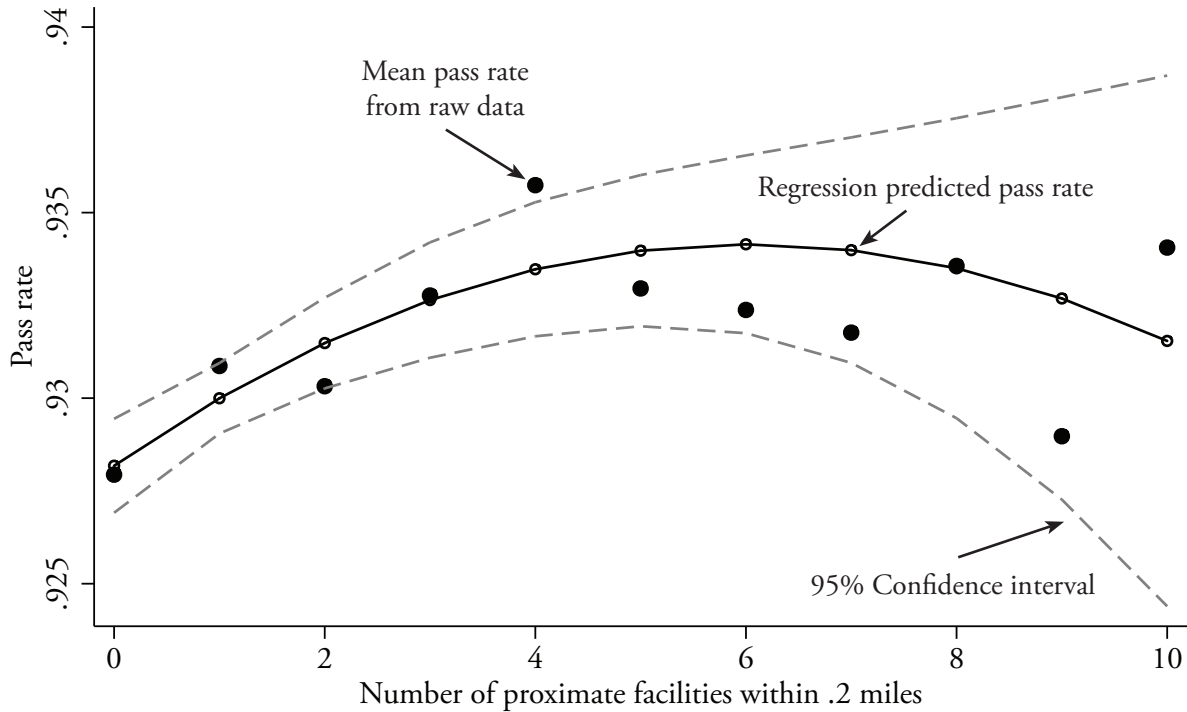 .94
.935
.93
.925
Pass rate
Mean pass rate
from raw data
Regression predicted pass rate
95% Confidence interval
0 2 4 6 8 10
Number of proximate facilities within .2 miles